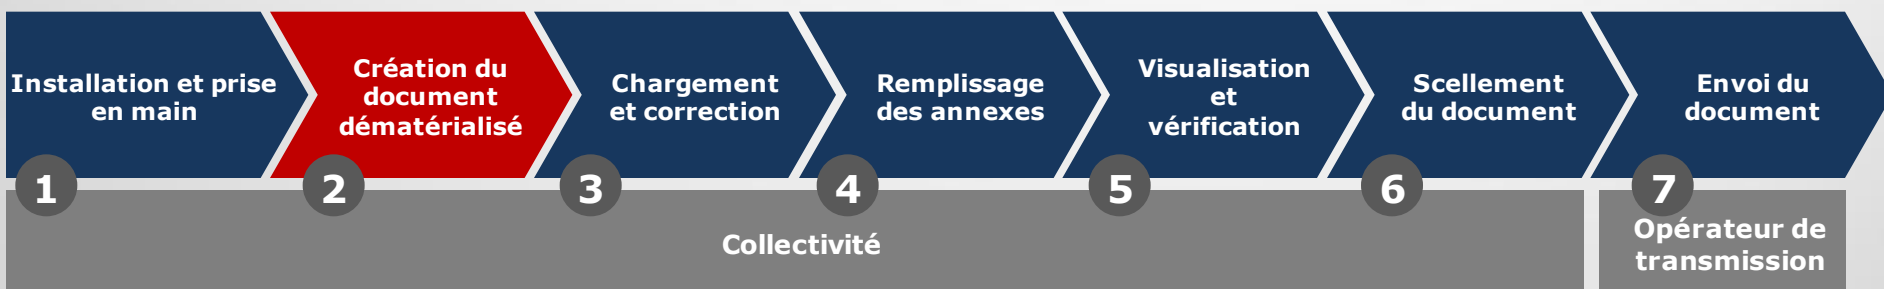 Installation et prise
en main
Création du
document
dématérialisé
Chargement
et correction
Remplissage
des annexes
Visualisation
et
vérification
Scellement
du document
Envoi du
document
1
2
3
4
5
6
7
Collectivité
Opérateur de
transmission